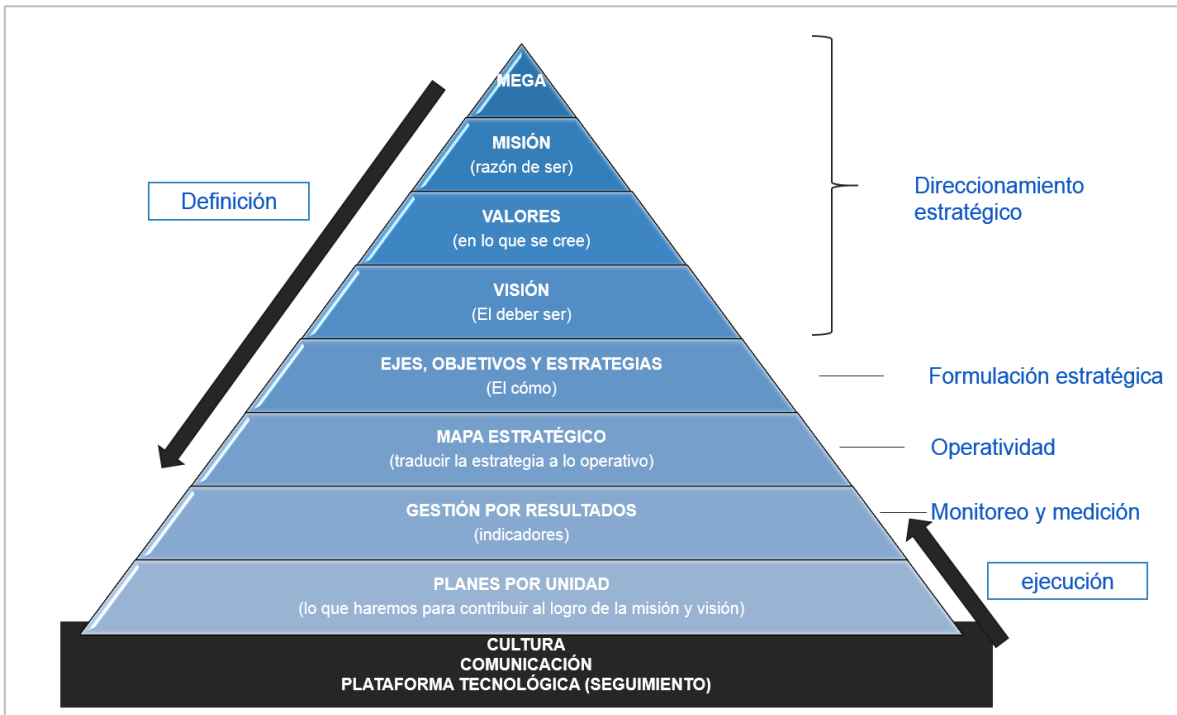 MEGA
MISIÓN
(razón de ser)
Definición
Direccionamiento
estratégico
VALORES
(en lo que se cree)
VISIÓN
(El deber ser)
EJES, OBJETIVOS Y ESTRATEGIAS
(El cómo)
Formulación estratégica
MAPA ESTRATÉGICO
(traducir la estrategia a lo operativo)
Operatividad
GESTIÓN POR RESULTADOS
(indicadores)
Monitoreo y medición
PLANES POR UNIDAD
(lo que haremos para contribuir al logro de la misión y visión)
ejecución
CULTURA
COMUNICACIÓN
PLATAFORMA TECNOLÓGICA (SEGUIMIENTO)